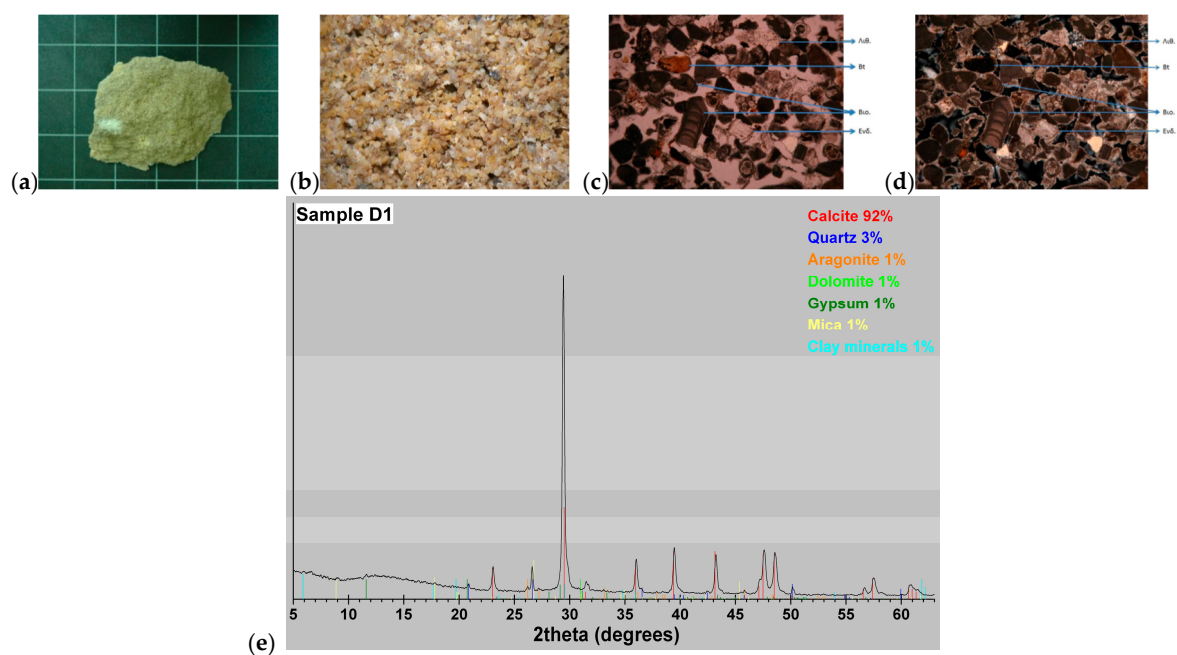 (a)
(b)
(c)
Λιθ.
Bt
Βιο.
Ενδ.
(d)
Λιθ.
Bt
Βιο.
Ενδ.
Sample D1
Calcite 92%
Quartz 3%
Aragonite 1%
Dolomite 1%
Gypsum 1%
Mica 1%
Clay minerals 1%
5 10 15 20 25 30 35 40 45 50 55 60
2theta (degrees)
(e)